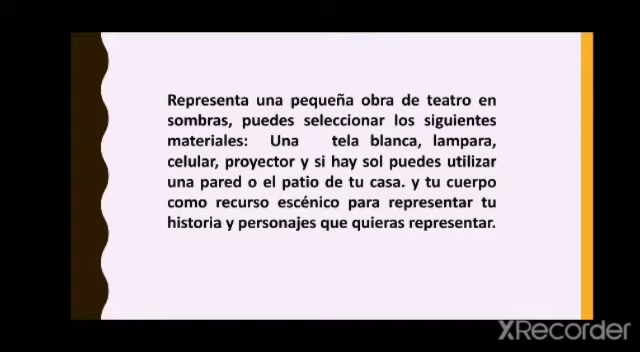 Representa una pequeña obra de teatro en
sombras, puedes seleccionar los siguientes
materiales: Una tela blanca, lampara,
celular, proyector y si hay sol puedes utilizar
una pared o el patio de tu casa. y tu cuerpo
como recurso escénico para representar tu
historia y personajes que quieras representar.
XRecorder